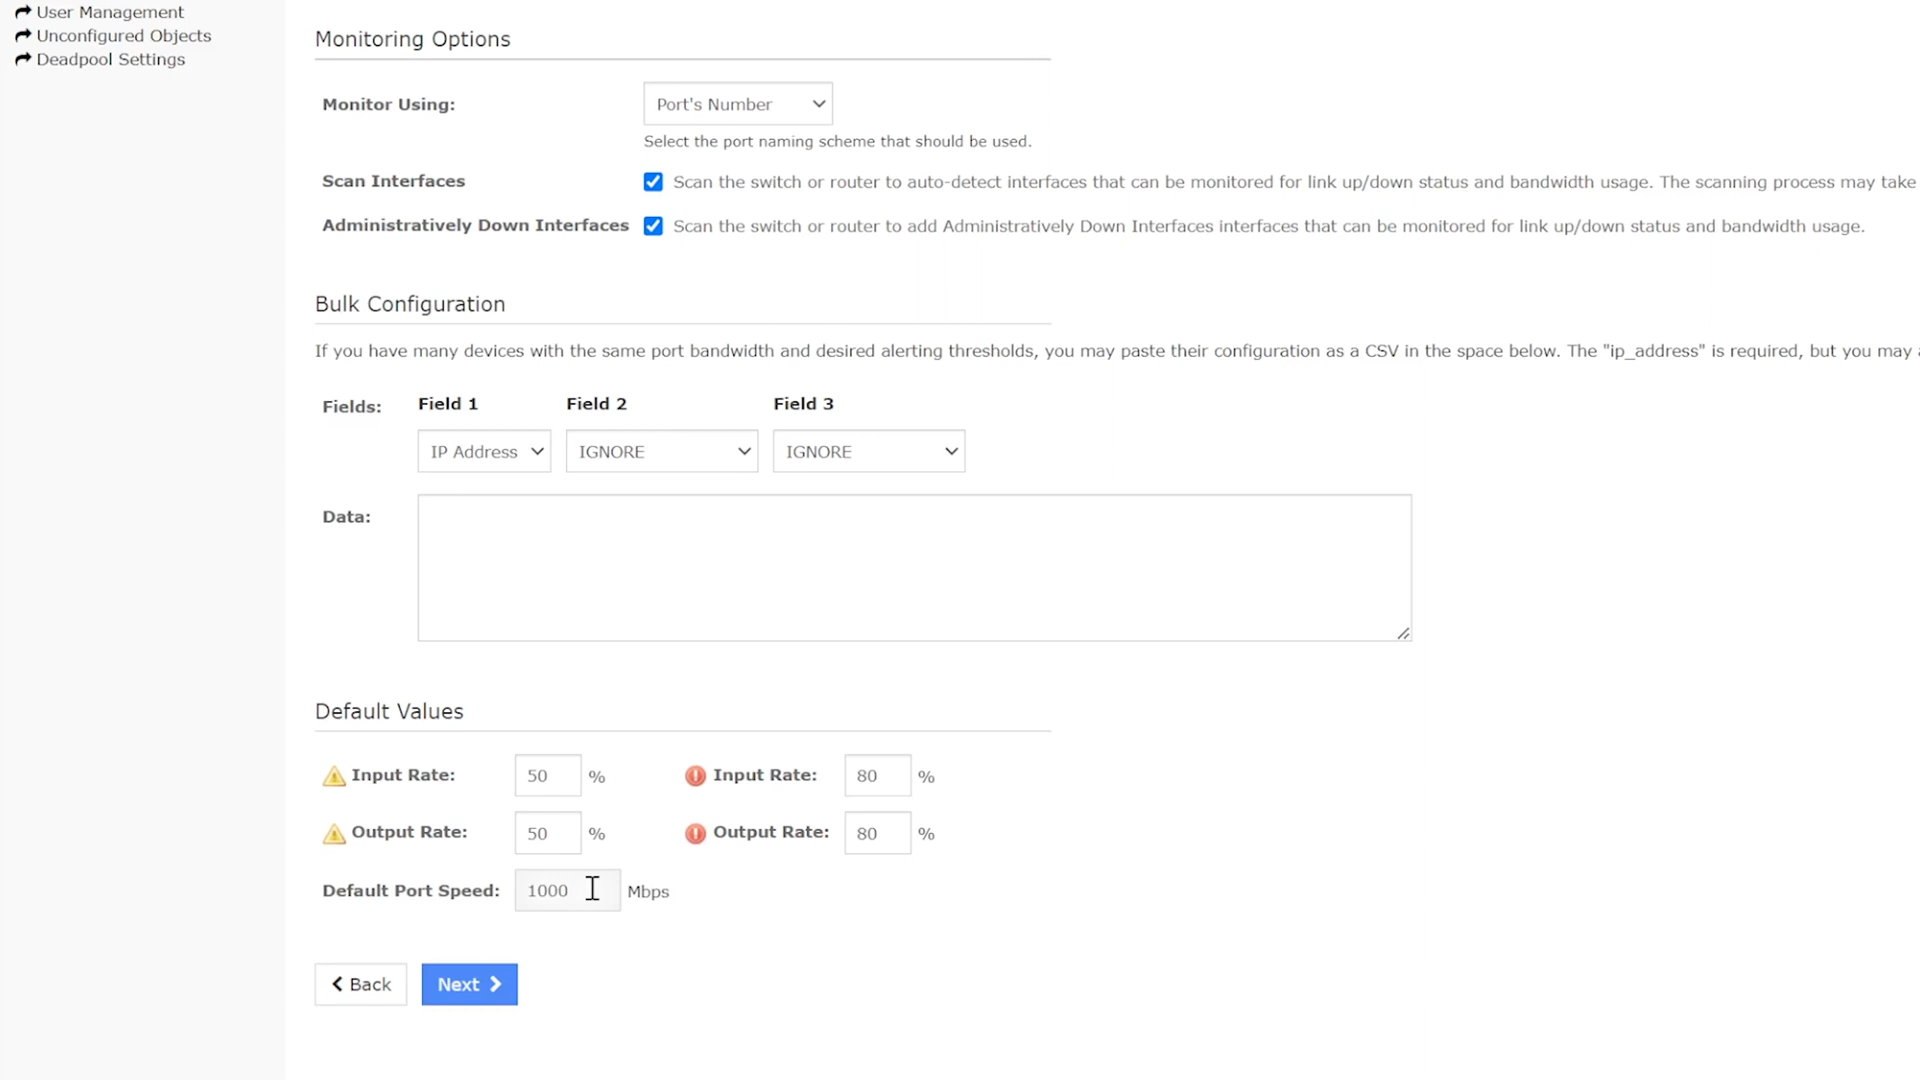 User Management
Unconfigured Objects
Deadpool Settings
Monitoring Options
Monitor Using:
Port's Number
Select the port naming scheme that should be used.
Scan Interfaces
Scan the switch or router to auto-detect interfaces that can be monitored for link up/down status and bandwidth usage. The scanning process may take
Administratively Down Interfaces
Scan the switch or router to add Administratively Down Interfaces interfaces that can be monitored for link up/down status and bandwidth usage.
Bulk Configuration
If you have many devices with the same port bandwidth and desired alerting thresholds, you may paste their configuration as a CSV in the space below. The "ip_address" is required, but you may
Fields:
Field 1 Field 2 Field 3
IP Address IGNORE IGNORE
Data:
Default Values
Input Rate: 50 % Input Rate: 80 %
Output Rate: 50 % Output Rate: 80 %
Default Port Speed: 1000 Mbps
Back Next